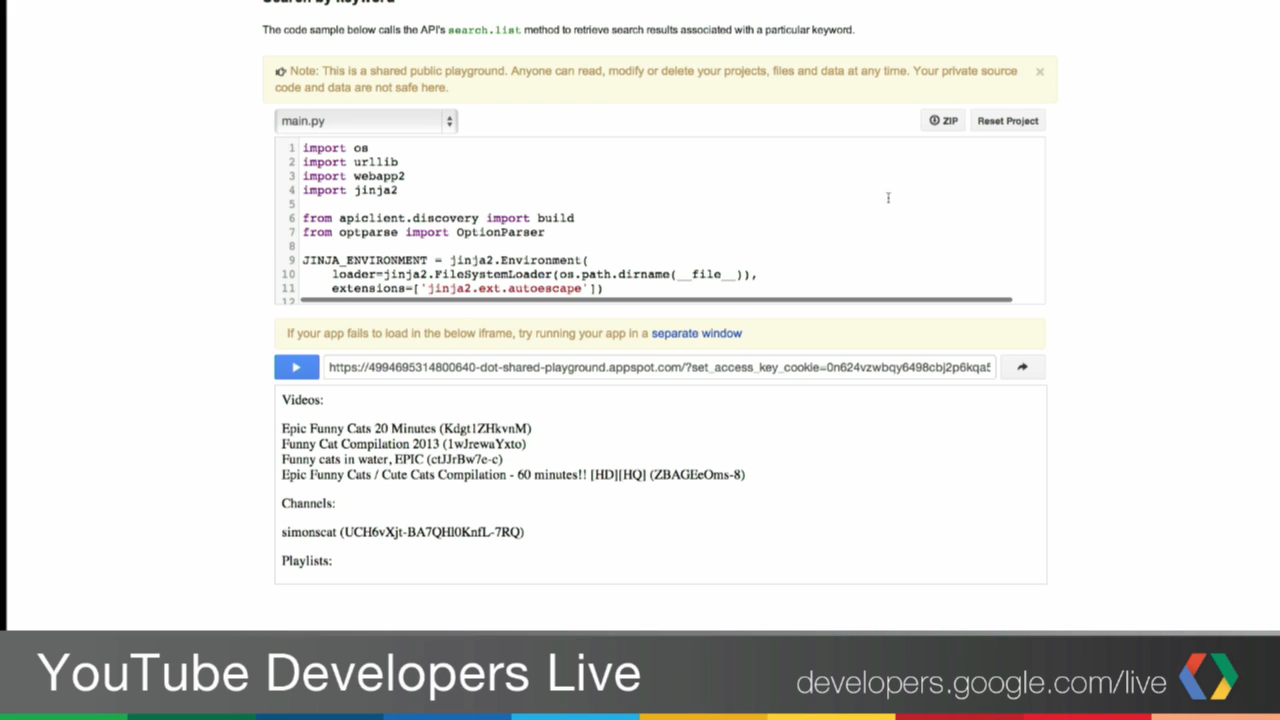 Search by keyword
The code sample below calls the API's search.list method to retrieve search results associated with a particular keyword.
Note: This is a shared public playground. Anyone can read, modify or delete your projects, files and data at any time. Your private source
code and data are not safe here.
×
main.py
ZIP
Reset Project
1 import os
2 import urllib
3 import webapp2
4 import jinja2
5
6 from apiclient.discovery import build
7 from optparse import OptionParser
8
9 JINJA_ENVIRONMENT = jinja2.Environment(
10 loader=jinja2.FileSystemLoader(os.path.dirname(__file__)),
11 extensions=['jinja2.ext.autoescape'])
12
If your app fails to load in the below iframe, try running your app in a separate window
https://4994695314800640-dot-shared-playground.appspot.com/?set_access_key_cookie=0n624vzwbqy6498cbj2p6kqa5
Videos:
Epic Funny Cats 20 Minutes (Kdgt1ZHkvnM)
Funny Cat Compilation 2013 (1wJrewaYxto)
Funny cats in water, EPIC (ctJJrBw7e-c)
Epic Funny Cats / Cute Cats Compilation - 60 minutes!! [HD][HQ] (ZBAGEeOms-8)
Channels:
simonscat (UCH6vXjt-BA7QHl0KnfL-7RQ)
Playlists:
YouTube Developers Live
developers.google.com/live